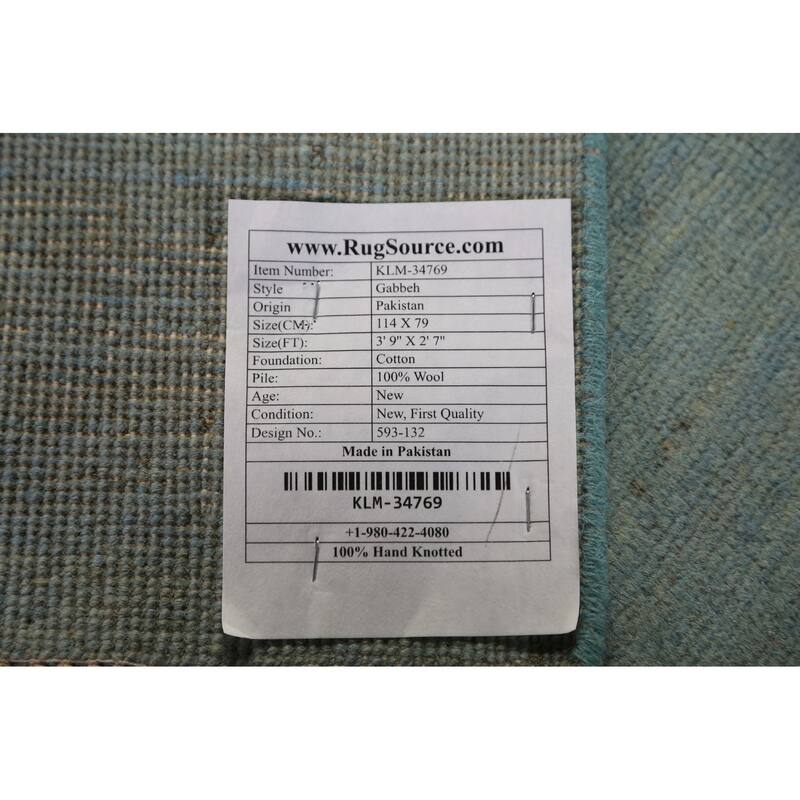 www.RugSource.com
Item Number: KLM-34769
Style Gabbeh
Origin Pakistan
Size(CM): 114 X 79
Size(FT): 3' 9" X 2' 7"
Foundation: Cotton
Pile: 100% Wool
Age: New
Condition: New, First Quality
Design No.: 593-132
Made in Pakistan
KLM-34769
+1-980-422-4080
100% Hand Knotted